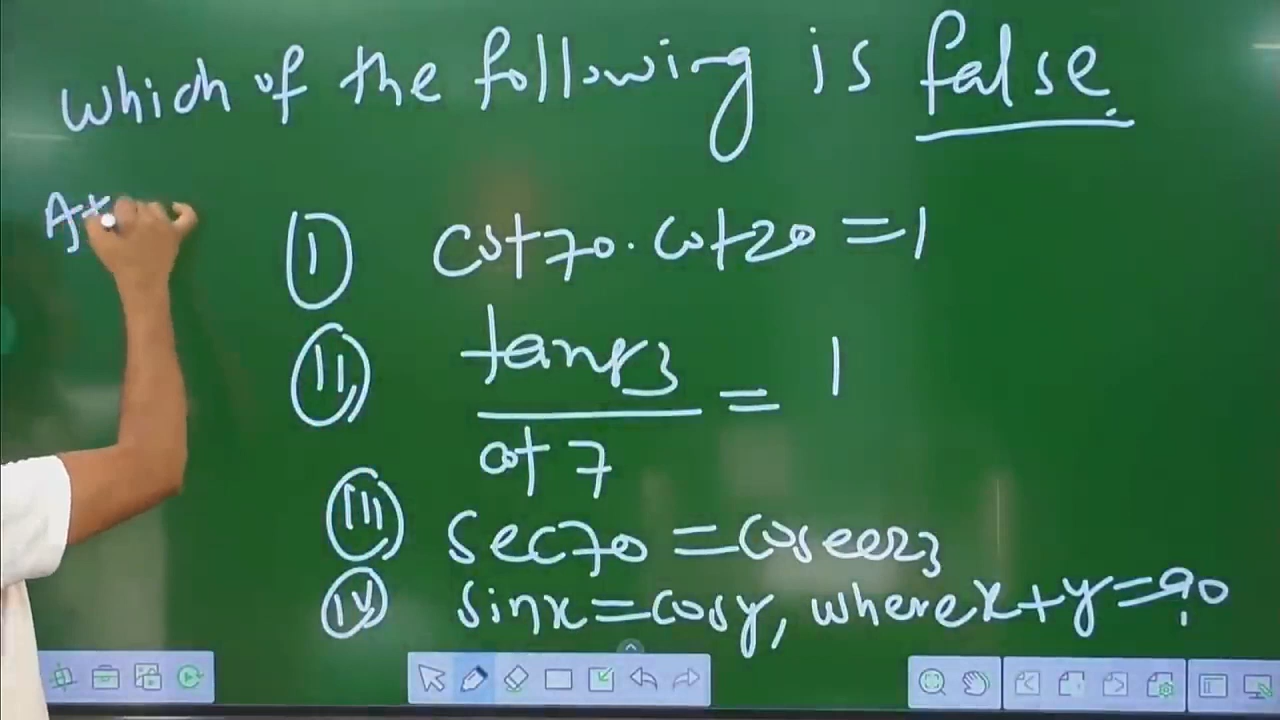 which of the following is false
A+
I cot70. cot20 =1
II tan83 = 1
cot 7
III sec70 =cosec23
IV sinx=cosy, where x+y=90